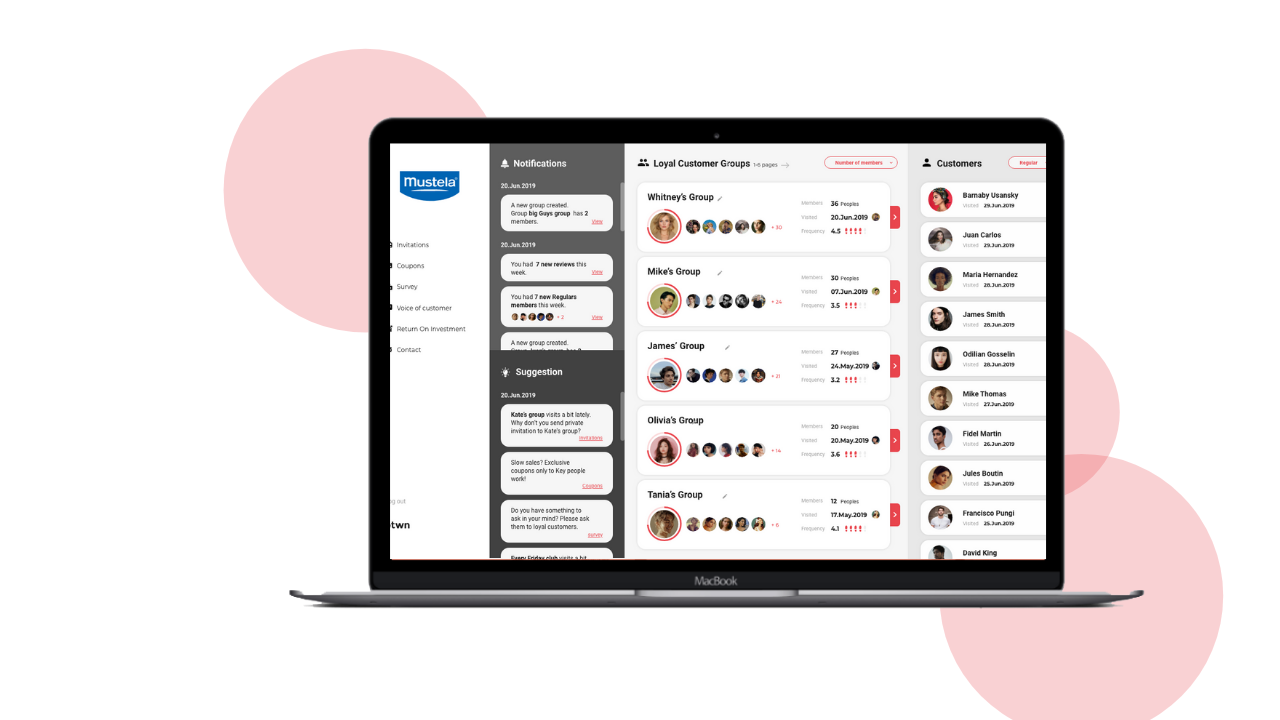 mustela
Invitations
Coupons
Survey
Voice of customer
Return On Investment
Contact
out
Notifications
20.Jun.2019
A new group created.
Group big Guys group has 2
members.
View
20.Jun.2019
You had 7 new reviews this
week.
View
You had 7 new Regulars
members this week.
+ 2
View
A new group created.
Suggestion
20.Jun.2019
Kate's group visits a bit lately.
Why don't you send private
invitation to Kate's group?
Invitations
Slow sales? Exclusive
coupons only to Key people
work!
Coupons
Do you have something to
ask in your mind? Please ask
them to loyal customers.
survey
Every Friday club visits a bit
Loyal Customer Groups 1-5 pages
Number of members
Whitney's Group
+ 30
Members 36 Peoples
Visited 20.Jun.2019
Frequency 4.5
Mike's Group
+ 24
Members 30 Peoples
Visited 07.Jun.2019
Frequency 3.5
James' Group
+ 21
Members 27 Peoples
Visited 24.May.2019
Frequency 3.2
Olivia's Group
+ 14
Members 20 Peoples
Visited 20.May.2019
Frequency 3.6
Tania's Group
+ 6
Members 12 Peoples
Visited 17.May.2019
Frequency 4.1
Customers
Regular
Barnaby Usansky
Visited 29.Jun.2019
Juan Carlos
Visited 29.Jun.2019
Maria Hernandez
Visited 28.Jun.2019
James Smith
Visited 28.Jun.2019
Odilian Gosselin
Visited 28.Jun.2019
Mike Thomas
Visited 27.Jun.2019
Fidel Martin
Visited 26.Jun.2019
Jules Boutin
Visited 25.Jun.2019
Francisco Pungi
Visited 25.Jun.2019
David King
MacBook